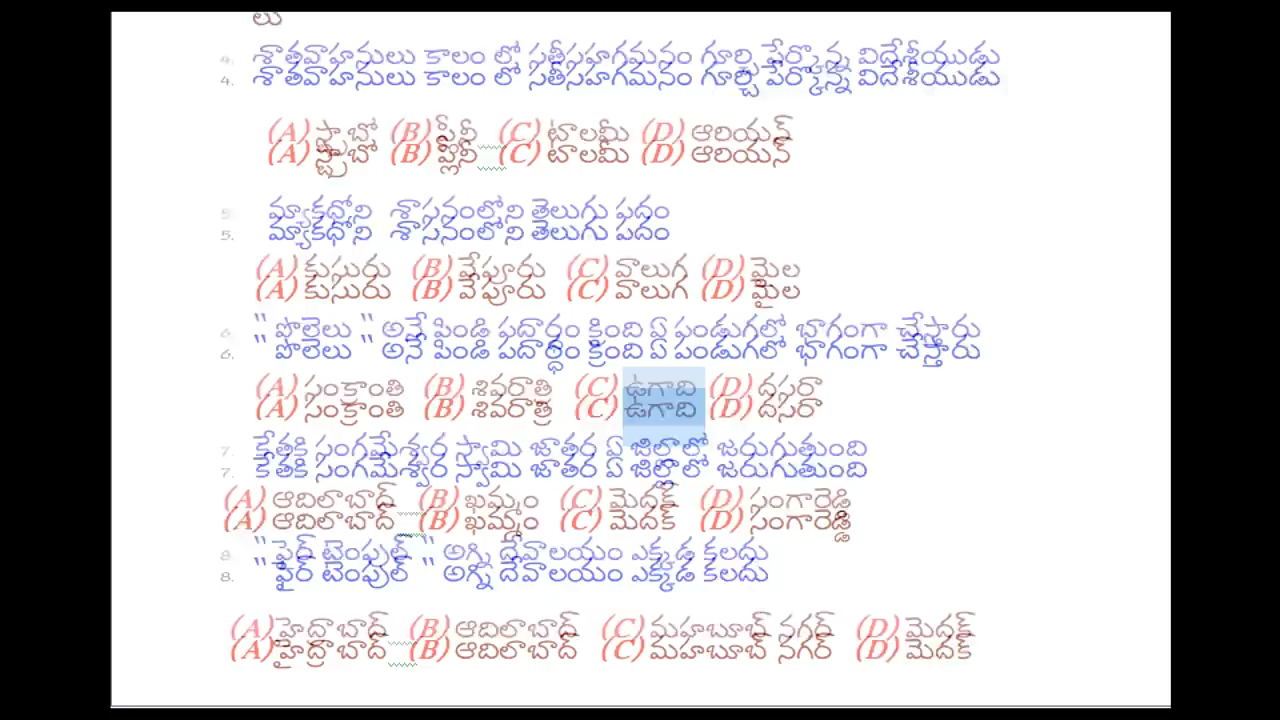 లు
4. శాతవాహనులు కాలం లో సతీసహగమనం గూర్చి పేర్కొన్న విదేశీయుడు
(A) స్ట్రాబో (B) ప్లినీ (C) టాలమీ (D) ఆరియన్
5. మ్యాకధోని శాసనంలోని తెలుగు పదం
(A) కుసురు (B) వేపూరు (C) వాలుగ (D) మైల
6. " పొలెలు " అనే పిండి పదార్ధం క్రింది ఏ పండుగలో భాగంగా చేస్తారు
(A) సంక్రాంతి (B) శివరాత్రి (C) ఉగాది (D) దసరా
7. కేతకి సంగమేశ్వర స్వామి జాతర ఏ జిల్లాలో జరుగుతుంది
(A) ఆదిలాబాద్ (B) ఖమ్మం (C) మెదక్ (D) సంగారెడ్డి
8. " ఫైర్ టెంపుల్ " అగ్ని దేవాలయం ఎక్కడ కలదు
(A) హైద్రాబాద్ (B) ఆదిలాబాద్ (C) మహబూబ్ నగర్ (D) మెదక్